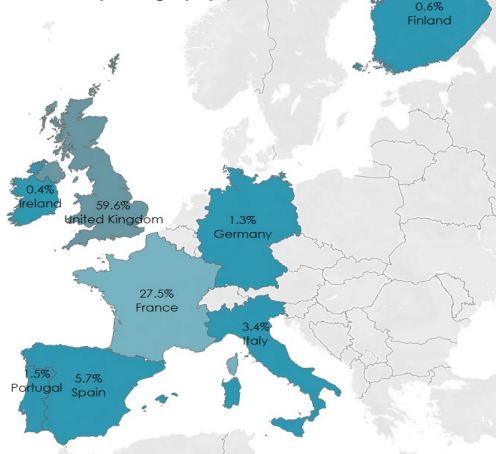 0.6%
Finland
0.4%
Ireland
59.6%
United Kingdom
1.3%
Germany
27.5%
France
3.4%
Italy
1.5%
Portugal
5.7%
Spain